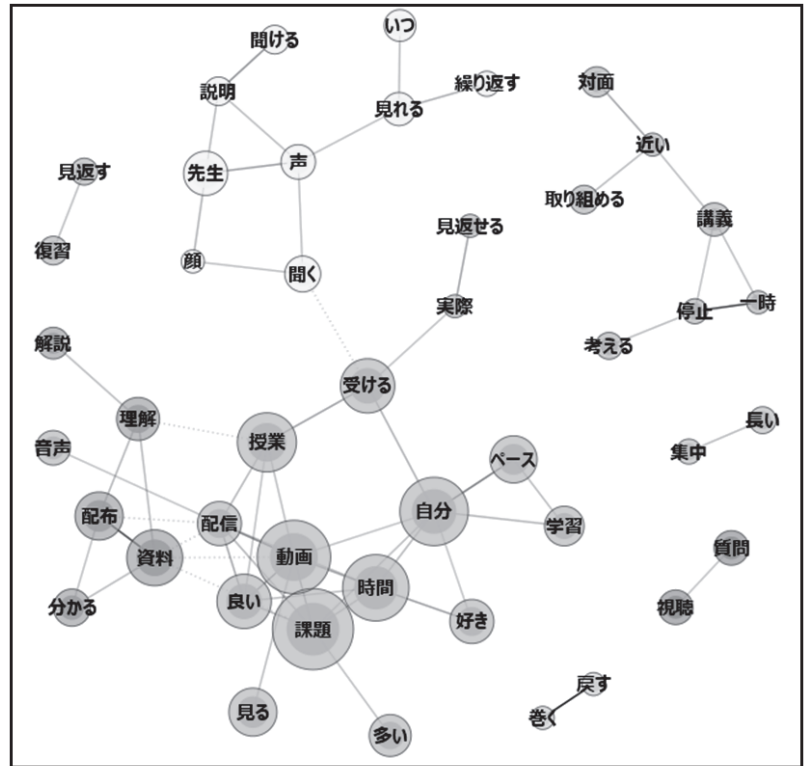 いつ
聞ける
繰り返す
対面
説明
見れる
近い
声
先生
見返す
取り組める
講義
見返せる
復習
顔
聞く
一時
実際
停止
解説
考える
受ける
理解
長い
授業
音声
集中
ペース
自分
配布
配信
学習
質問
資料
動画
時間
良い
分かる
視聴
好き
課題
戻す
見る
巻く
多い